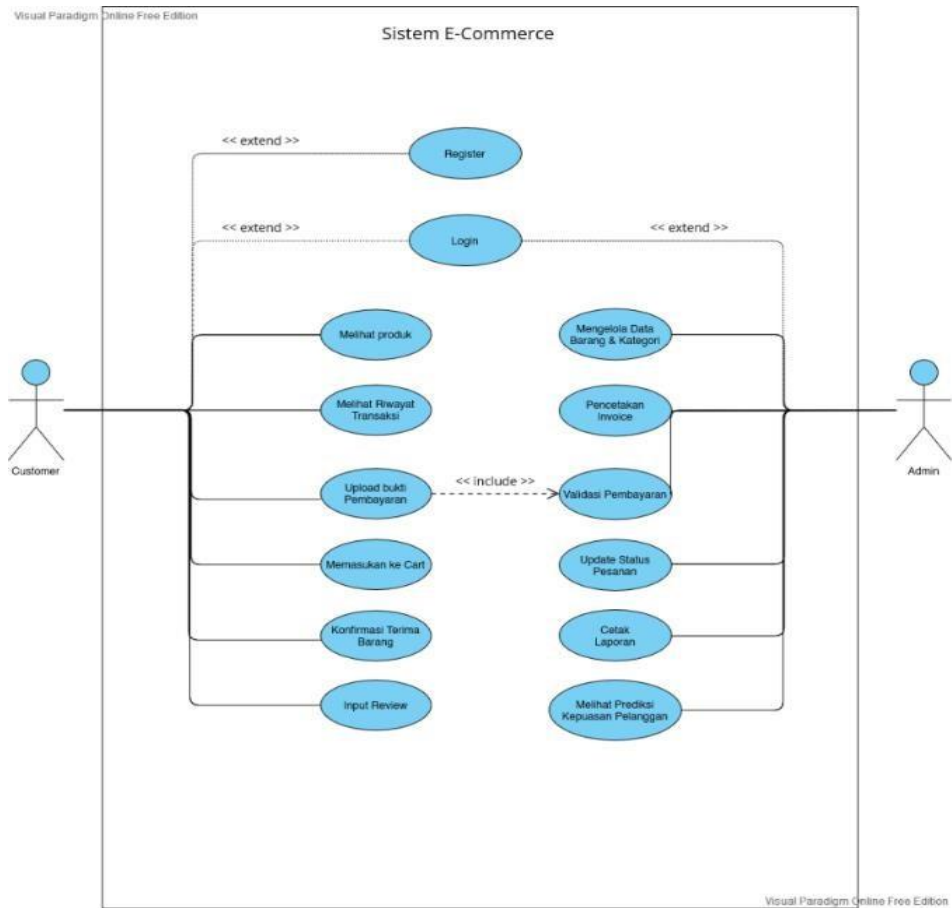 Visual Paradigm Online Free Edition
Sistem E-Commerce
<< extend >>
Register
<< extend >>
Login
<< extend >>
Melihat produk
Mengelola Data
Barang & Kategori
Melihat Riwayat
Transaksi
Pencetakan
Invoice
Customer
Admin
Upload bukti
Pembayaran
<< include >>
Validasi Pembayaran
Memasukan ke Cart
Update Status
Pesanan
Konfirmasi Terima
Barang
Cetak
Laporan
Input Review
Melihat Prediksi
Kepuasan Pelanggan
Visual Paradigm Online Free Edition